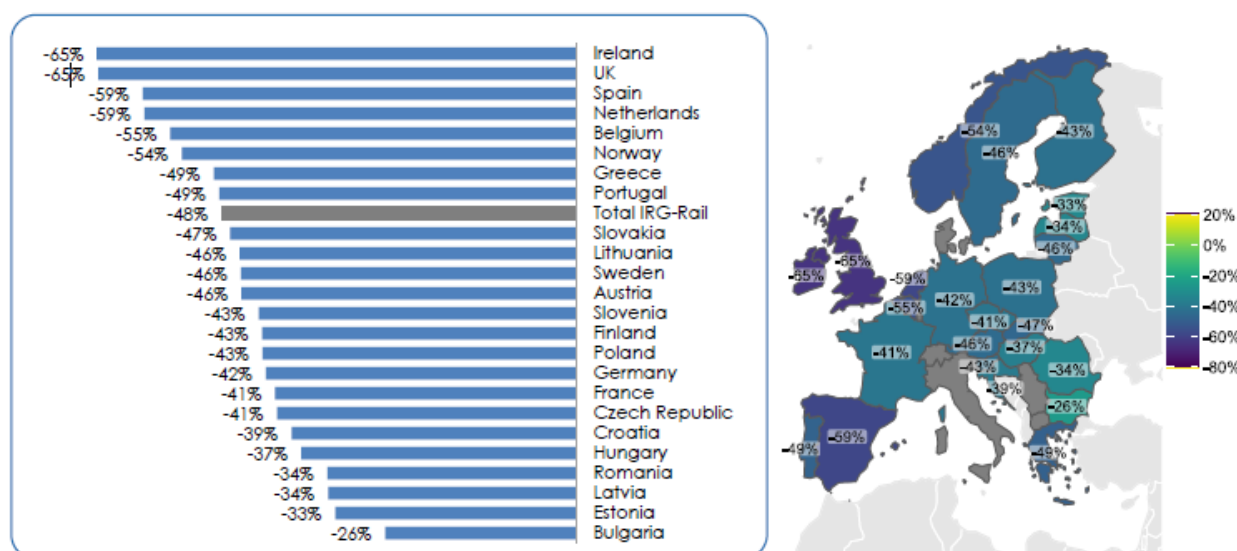 -65% Ireland
-65% UK
-59% Spain
-59% Netherlands
-55% Belgium
-54% Norway
-49% Greece
-49% Portugal
-48% Total IRG-Rail
-47% Slovakia
-46% Lithuania
-46% Sweden
-46% Austria
-43% Slovenia
-43% Finland
-43% Poland
-42% Germany
-41% France
-41% Czech Republic
-39% Croatia
-37% Hungary
-34% Romania
-34% Latvia
-33% Estonia
-26% Bulgaria
-54%
-43%
-46%
-33%
-34%
-46%
-65%
-65%
-59%
-55%
-42%
-43%
-41%
-47%
-46%
-37%
-41%
-43%
-39%
-34%
-26%
-49%
-59%
-49%
20%
0%
-20%
-40%
-60%
-80%